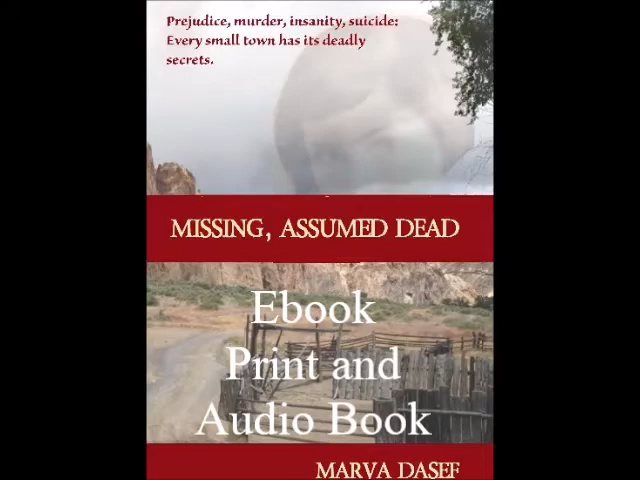 Prejudice, murder, insanity, suicide:
Every small town has its deadly
secrets.
MISSING, ASSUMED DEAD
Ebook
Print and
Audio Book
MARVA DASEF